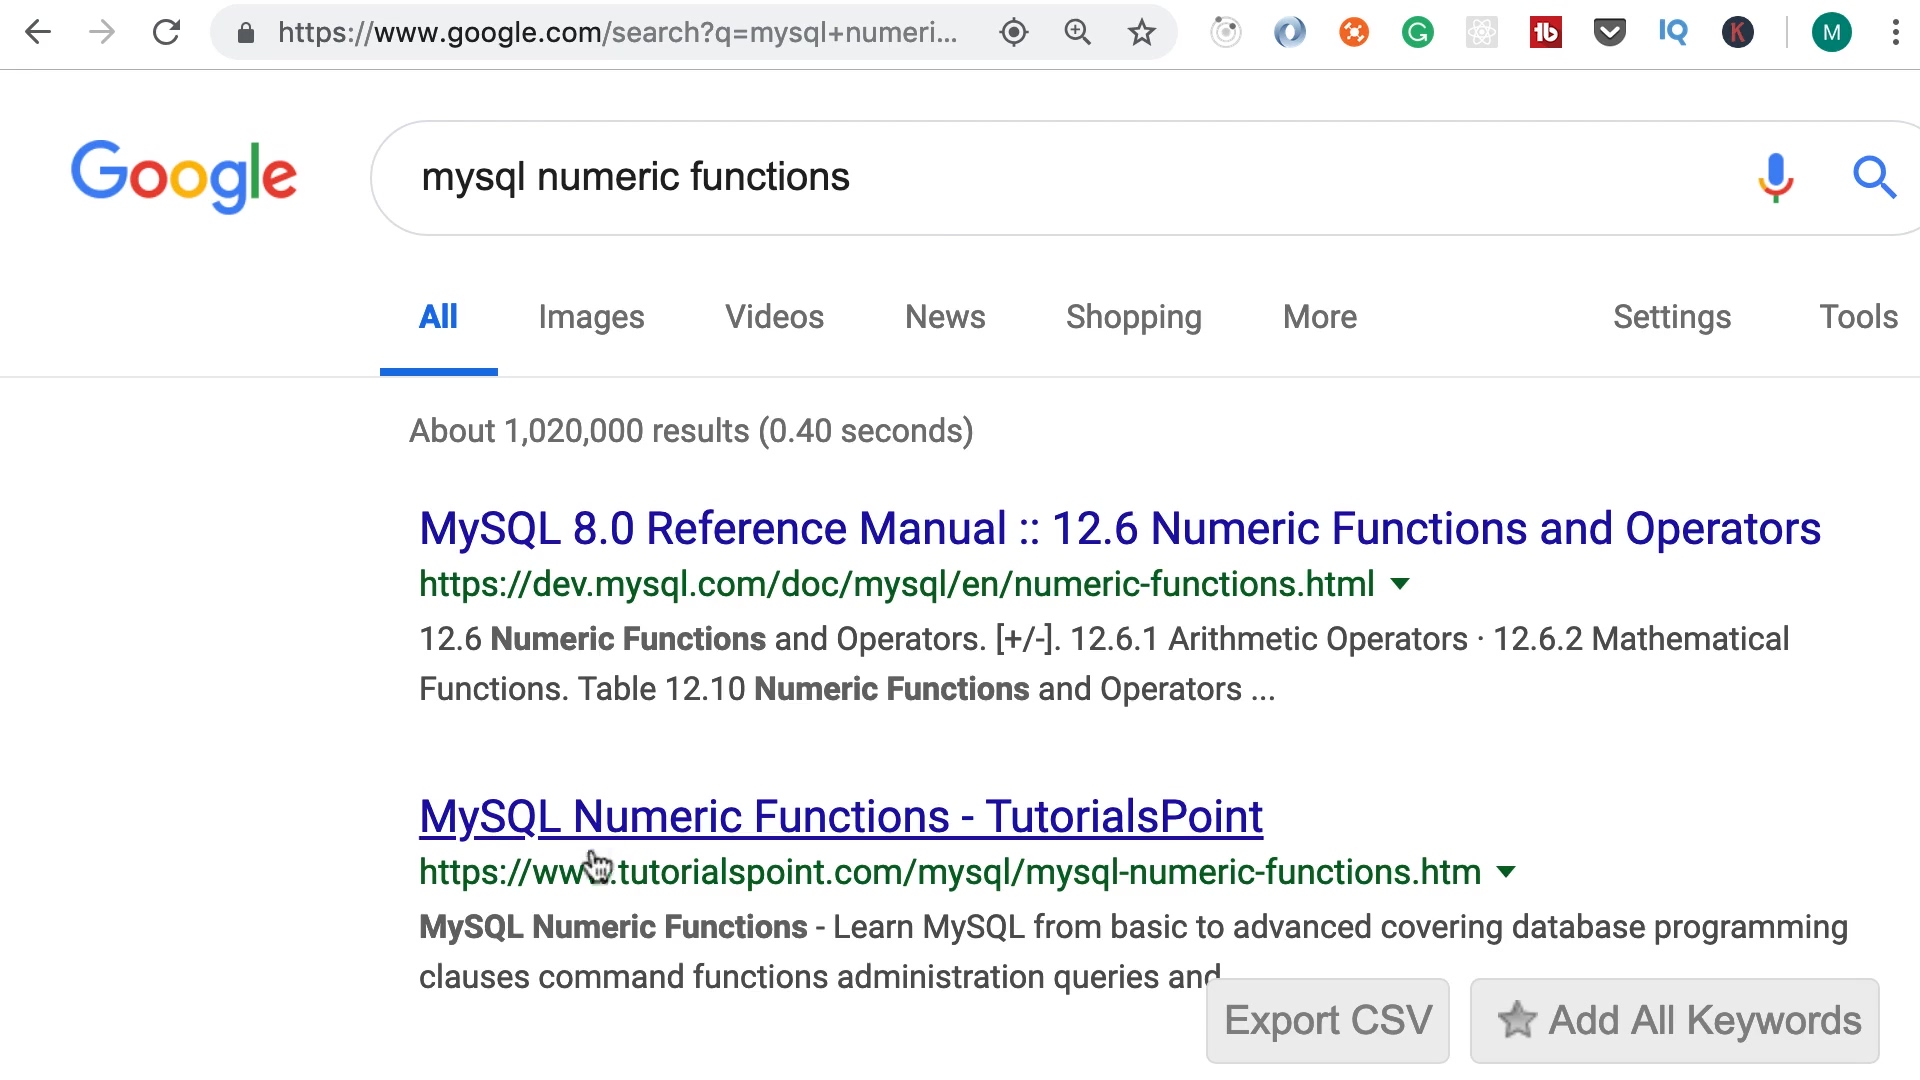 https://www.google.com/search?q=mysql+numeri...
IQ
K
M
Google
mysql numeric functions
All Images Videos News Shopping More Settings Tools
About 1,020,000 results (0.40 seconds)
MySQL 8.0 Reference Manual :: 12.6 Numeric Functions and Operators
https://dev.mysql.com/doc/mysql/en/numeric-functions.html
12.6 Numeric Functions and Operators. [+/-]. 12.6.1 Arithmetic Operators · 12.6.2 Mathematical
Functions. Table 12.10 Numeric Functions and Operators ...
MySQL Numeric Functions - TutorialsPoint
https://www.tutorialspoint.com/mysql/mysql-numeric-functions.htm
MySQL Numeric Functions - Learn MySQL from basic to advanced covering database programming
clauses command functions administration queries and
Export CSV
Add All Keywords